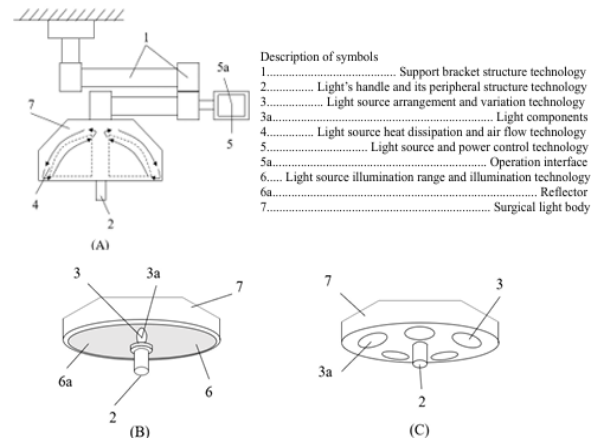 1
5a
7
5
4
2
(A)
Description of symbols
1........................................... Support bracket structure technology
2............... Light's handle and its peripheral structure technology
3.................. Light source arrangement and variation technology
3a.......................................................................... Light components
4............... Light source heat dissipation and air flow technology
5.................................. Light source and power control technology
5a....................................................................... Operation interface
6..... Light source illumination range and illumination technology
6a........................................................................................ Reflector
7.......................................................................... Surgical light body
3
3a
7
6a
6
2
(B)
7
3
3a
2
(C)